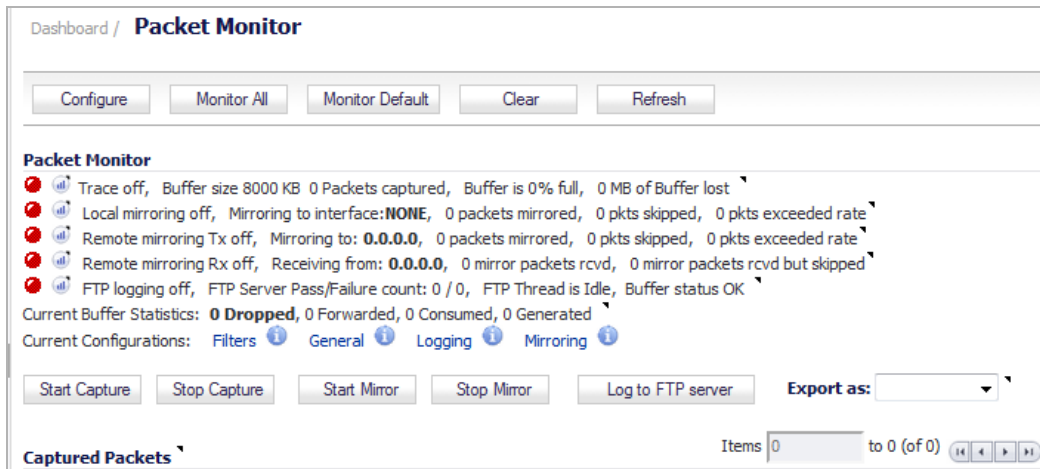 Dashboard / Packet Monitor
Configure Monitor All Monitor Default Clear Refresh
Packet Monitor
Trace off, Buffer size 8000 KB 0 Packets captured, Buffer is 0% full, 0 MB of Buffer lost
Local mirroring off, Mirroring to interface:NONE, 0 packets mirrored, 0 pkts skipped, 0 pkts exceeded rate
Remote mirroring Tx off, Mirroring to: 0.0.0.0, 0 packets mirrored, 0 pkts skipped, 0 pkts exceeded rate
Remote mirroring Rx off, Receiving from: 0.0.0.0, 0 mirror packets rcvd, 0 mirror packets rcvd but skipped
FTP logging off, FTP Server Pass/Failure count: 0 / 0, FTP Thread is Idle, Buffer status OK
Current Buffer Statistics: 0 Dropped, 0 Forwarded, 0 Consumed, 0 Generated
Current Configurations: Filters General Logging Mirroring
Start Capture Stop Capture Start Mirror Stop Mirror Log to FTP server Export as:
Captured Packets Items 0 to 0 (of 0)